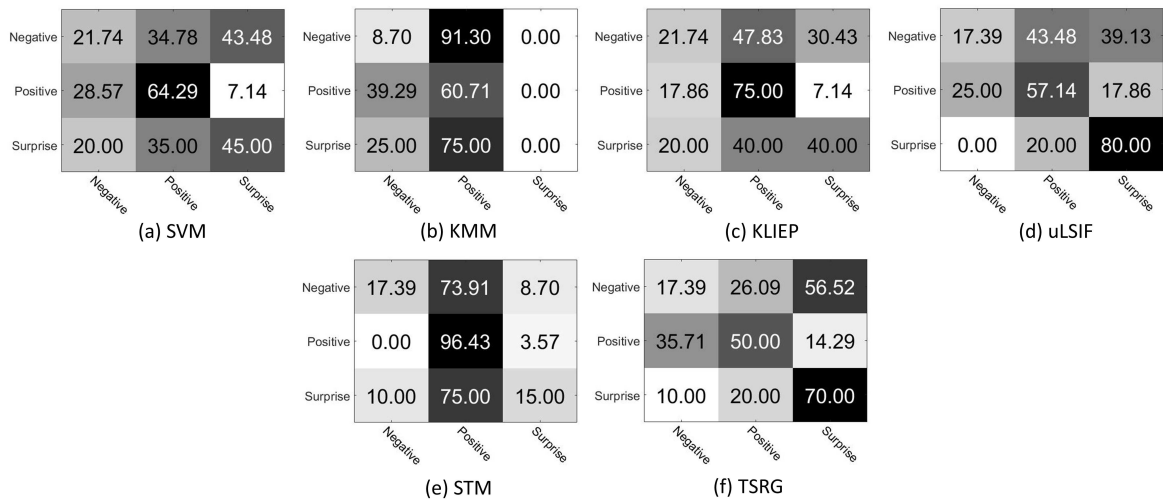 Negative 21.74 34.78 43.48
Positive 28.57 64.29 7.14
Surprise 20.00 35.00 45.00
Negative Positive Surprise
(a) SVM
Negative 8.70 91.30 0.00
Positive 39.29 60.71 0.00
Surprise 25.00 75.00 0.00
Negative Positive Surprise
(b) KMM
Negative 21.74 47.83 30.43
Positive 17.86 75.00 7.14
Surprise 20.00 40.00 40.00
Negative Positive Surprise
(c) KLIEP
Negative 17.39 43.48 39.13
Positive 25.00 57.14 17.86
Surprise 0.00 20.00 80.00
Negative Positive Surprise
(d) uLSIF
Negative 17.39 73.91 8.70
Positive 0.00 96.43 3.57
Surprise 10.00 75.00 15.00
Negative Positive Surprise
(e) STM
Negative 17.39 26.09 56.52
Positive 35.71 50.00 14.29
Surprise 10.00 20.00 70.00
Negative Positive Surprise
(f) TSRG